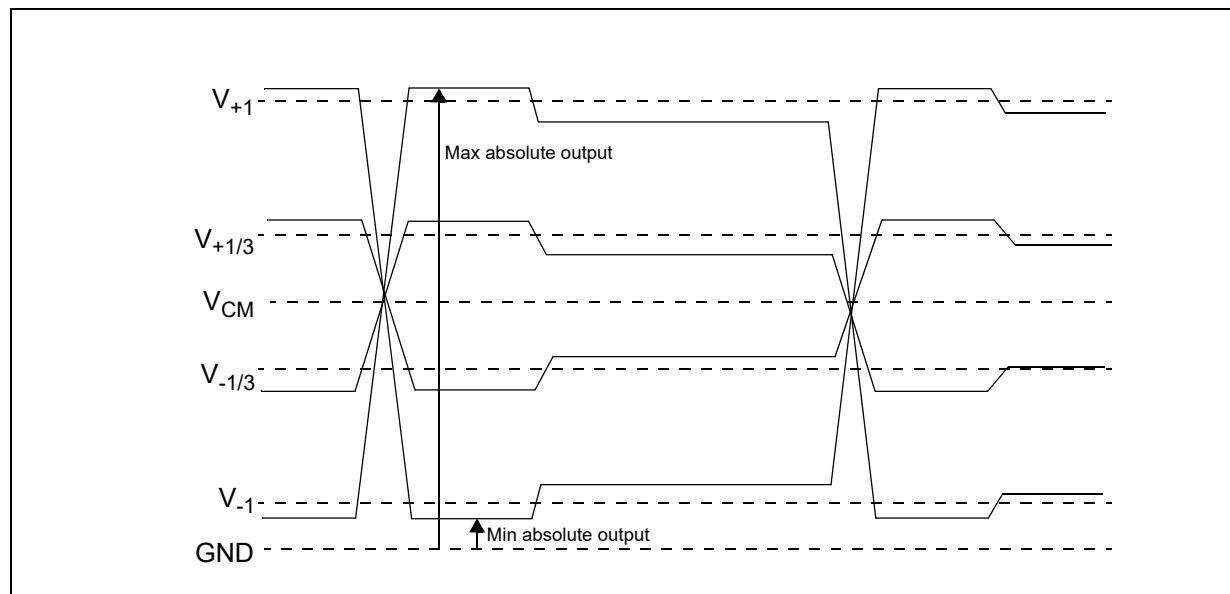 V+1
Max absolute output
V+1/3
VCM
V-1/3
V-1
Min absolute output
GND